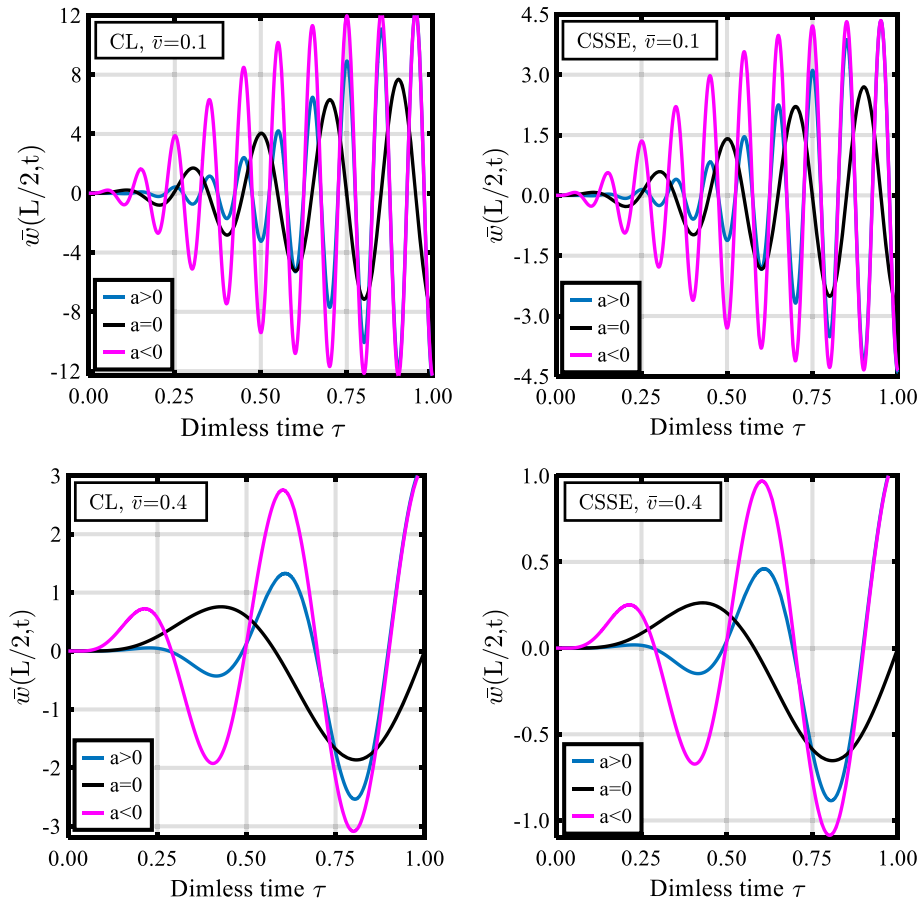 CL, v̄=0.1
12
8
4
0
-4
-8
-12
w̄(L/2,t)
a>0
a=0
a<0
0.00 0.25 0.50 0.75 1.00
Dimless time τ
CSSE, v̄=0.1
4.5
3.0
1.5
0.0
-1.5
-3.0
-4.5
w̄(L/2,t)
a>0
a=0
a<0
0.00 0.25 0.50 0.75 1.00
Dimless time τ
CL, v̄=0.4
3
2
1
0
-1
-2
-3
w̄(L/2,t)
a>0
a=0
a<0
0.00 0.25 0.50 0.75 1.00
Dimless time τ
CSSE, v̄=0.4
1.0
0.5
0.0
-0.5
-1.0
w̄(L/2,t)
a>0
a=0
a<0
0.00 0.25 0.50 0.75 1.00
Dimless time τ